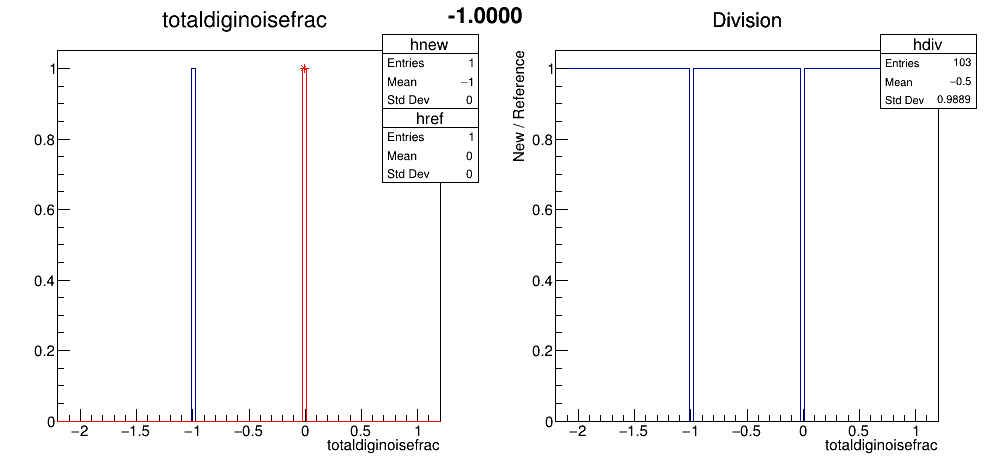 -1.0000
totaldiginoisefrac
hnew
Entries 1
Mean −1
Std Dev 0
href
Entries 1
Mean 0
Std Dev 0
1
0.8
0.6
0.4
0.2
0
−2 −1.5 −1 −0.5 0 0.5 1
totaldiginoisefrac
Division
hdiv
Entries 103
Mean −0.5
Std Dev 0.9889
New / Reference
1
0.8
0.6
0.4
0.2
0
−2 −1.5 −1 −0.5 0 0.5 1
totaldiginoisefrac